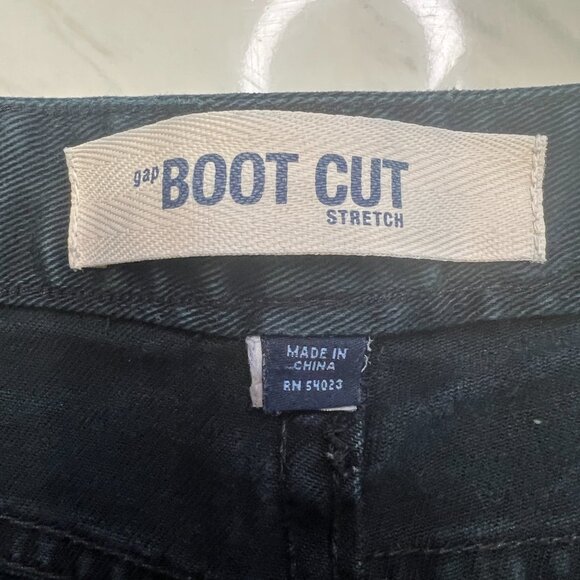 gap BOOT CUT
STRETCH
MADE IN
CHINA
RN 54023